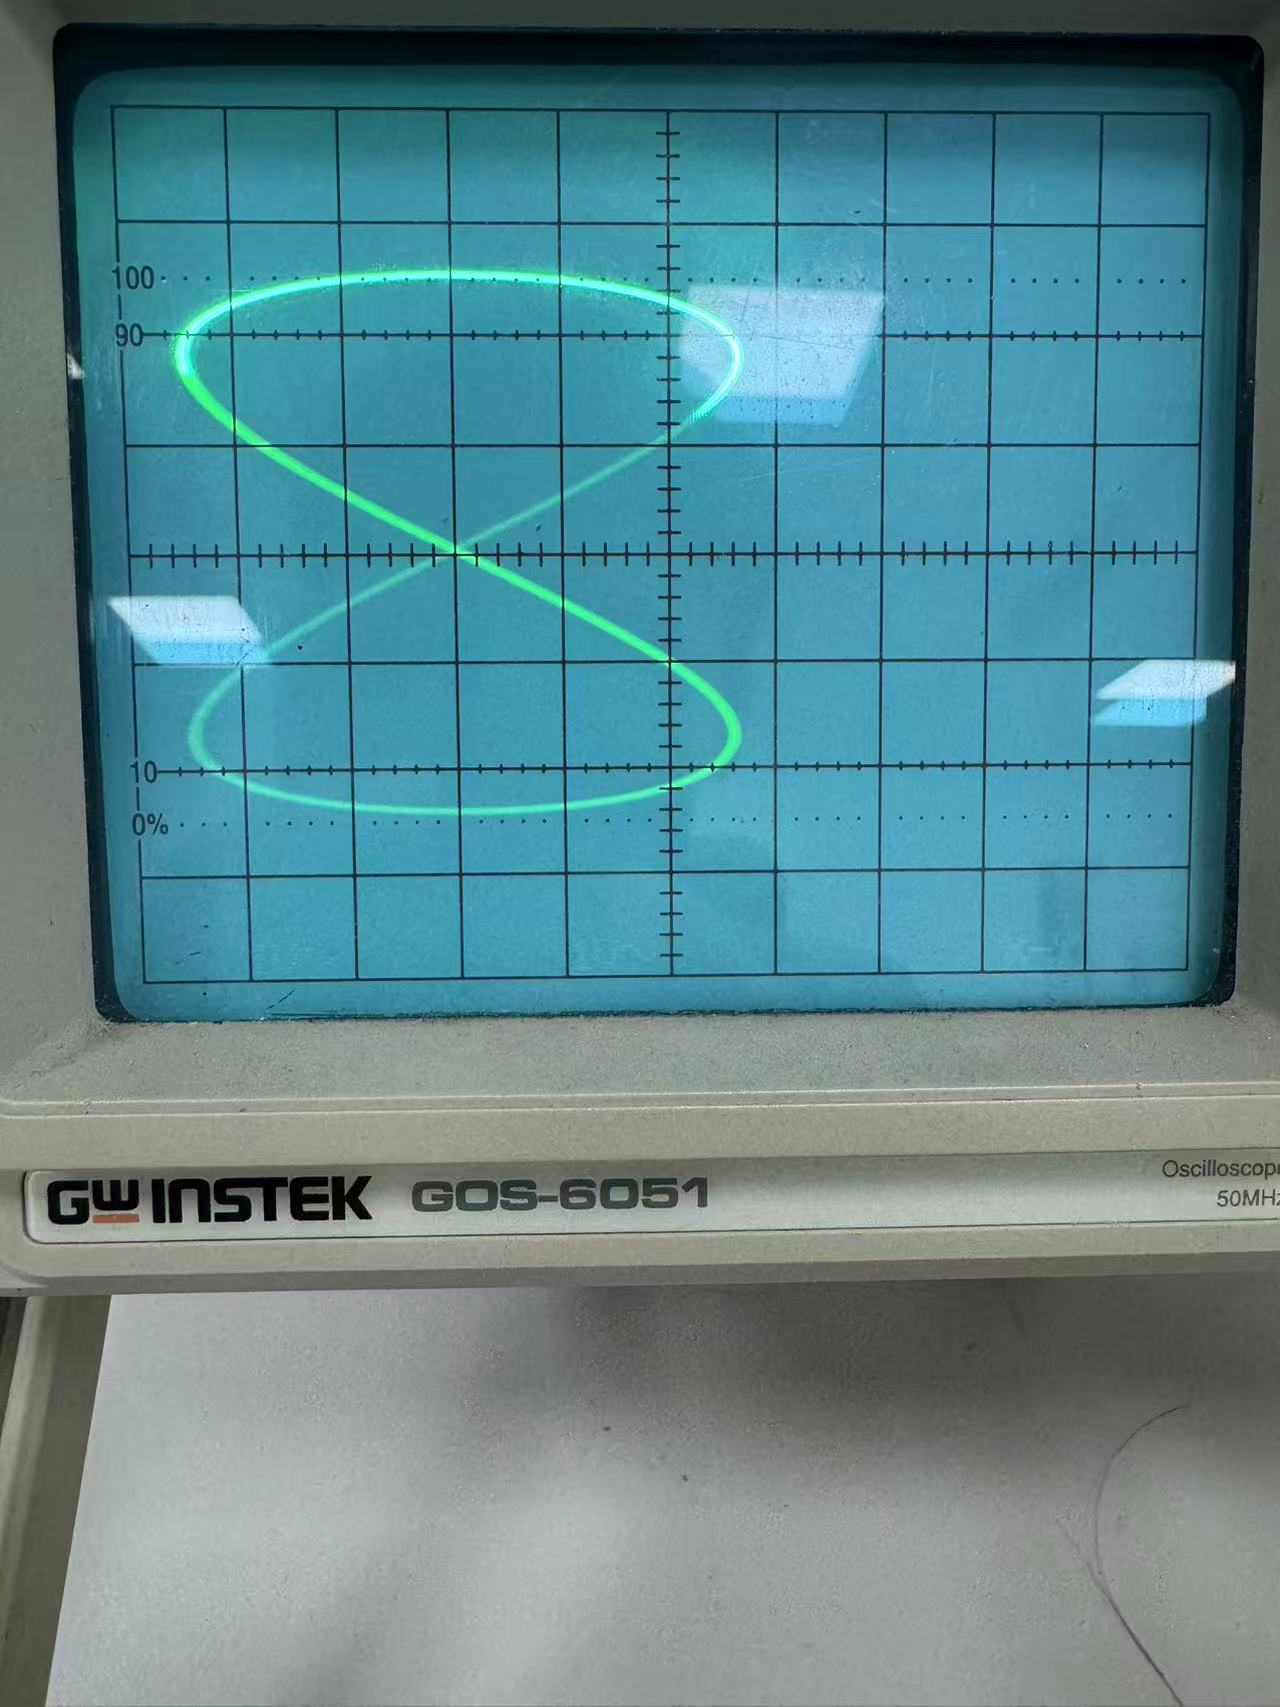 100
90
10
0%
GW INSTEK GOS-6051
Oscilloscope
50MHz